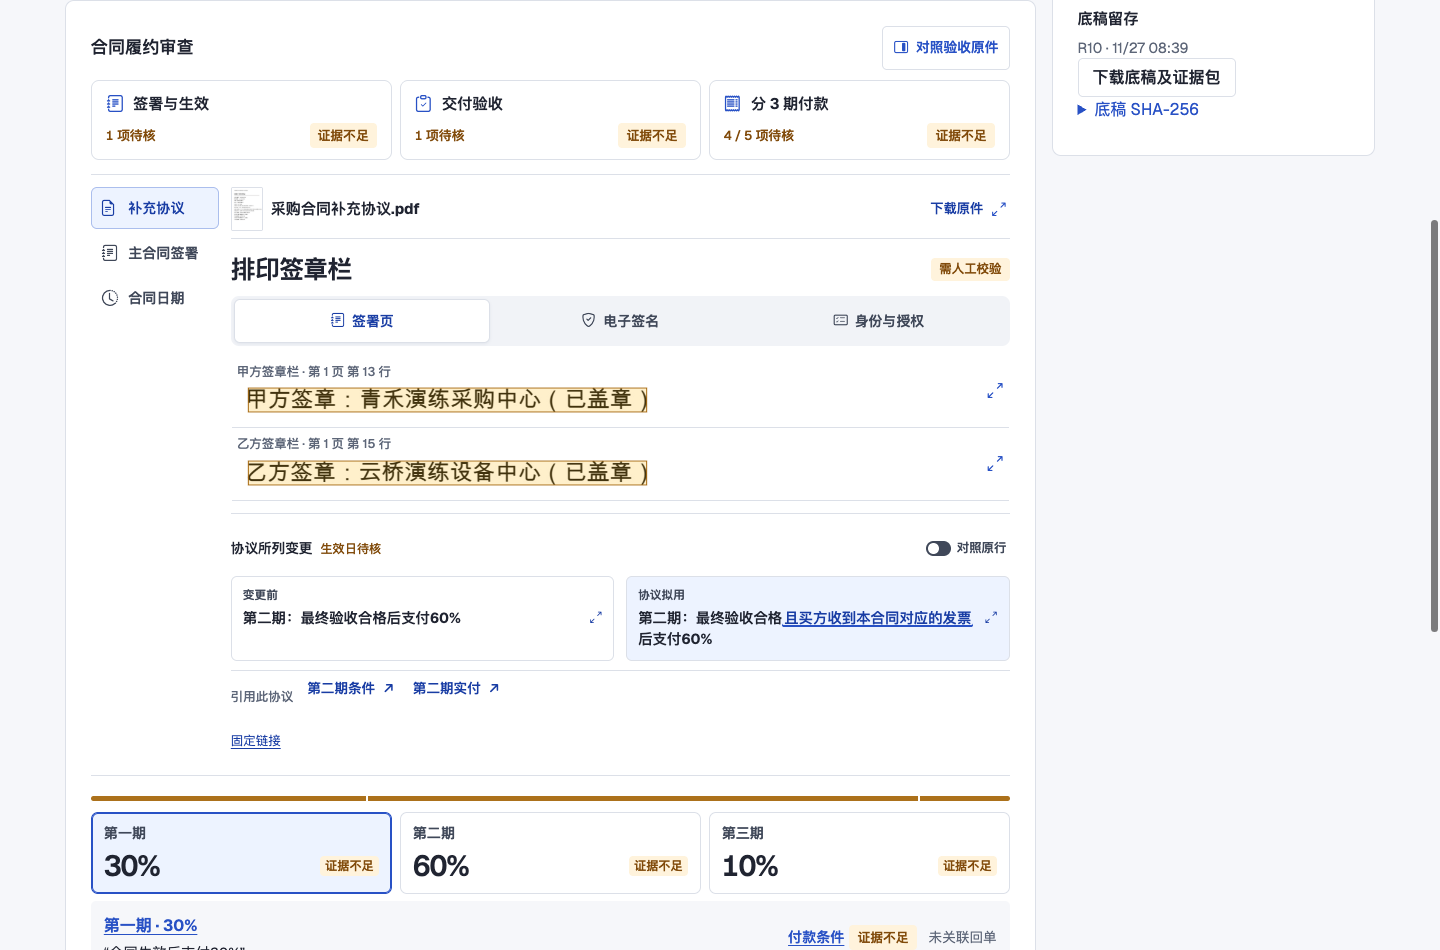 合同履约审查
对照验收原件
签署与生效
1 项待核
证据不足
交付验收
1 项待核
证据不足
分 3 期付款
4 / 5 项待核
证据不足
补充协议
主合同签署
合同日期
采购合同补充协议.pdf
下载原件
排印签章栏
需人工校验
签署页
电子签名
身份与授权
甲方签章栏 · 第 1 页 第 13 行
甲方签章：青禾演练采购中心（已盖章）
乙方签章栏 · 第 1 页 第 15 行
乙方签章：云桥演练设备中心（已盖章）
协议所列变更 生效日待核
对照原行
变更前
第二期：最终验收合格后支付60%
协议拟用
第二期：最终验收合格且买方收到本合同对应的发票
后支付60%
引用此协议
第二期条件
第二期实付
固定链接
第一期
30%
证据不足
第二期
60%
证据不足
第三期
10%
证据不足
第一期 · 30%
“合同生效后支付30%”
付款条件
证据不足
未关联回单
底稿留存
R10 · 11/27 08:39
下载底稿及证据包
底稿 SHA-256